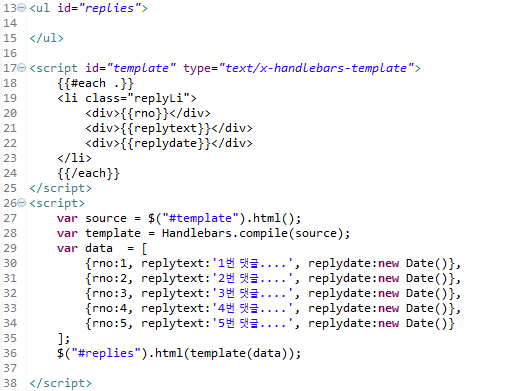 13 <ul id="replies">
14
15 </ul>
16
17 <script id="template" type="text/x-handlebars-template">
18     {{#each .}}
19     <li class="replyLi">
20         <div>{{rno}}</div>
21         <div>{{replytext}}</div>
22         <div>{{replydate}}</div>
23     </li>
24     {{/each}}
25 </script>
26 <script>
27     var source = $("#template").html();
28     var template = Handlebars.compile(source);
29     var data  = [
30         {rno:1, replytext:'1번 댓글....', replydate:new Date()},
31         {rno:2, replytext:'2번 댓글....', replydate:new Date()},
32         {rno:3, replytext:'3번 댓글....', replydate:new Date()},
33         {rno:4, replytext:'4번 댓글....', replydate:new Date()},
34         {rno:5, replytext:'5번 댓글....', replydate:new Date()}
35     ];
36     $("#replies").html(template(data));
37
38 </script>